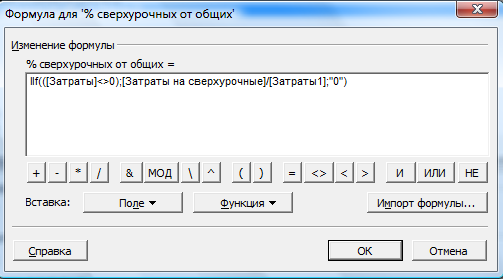 Формула для '% сверхурочных от общих'
Изменение формулы
% сверхурочных от общих =
IIf(([Затраты]<>0);[Затраты на сверхурочные]/[Затраты1];"0")
+ - * / & МОД \ ^ ( ) = <> < > И ИЛИ НЕ
Вставка: Поле Функция Импорт формулы...
Справка ОК Отмена